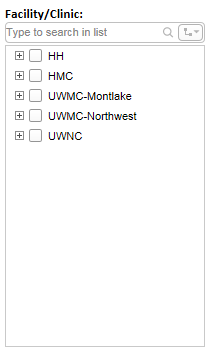 Facility/Clinic:
Type to search in list
HH
HMC
UWMC-Montlake
UWMC-Northwest
UWNC